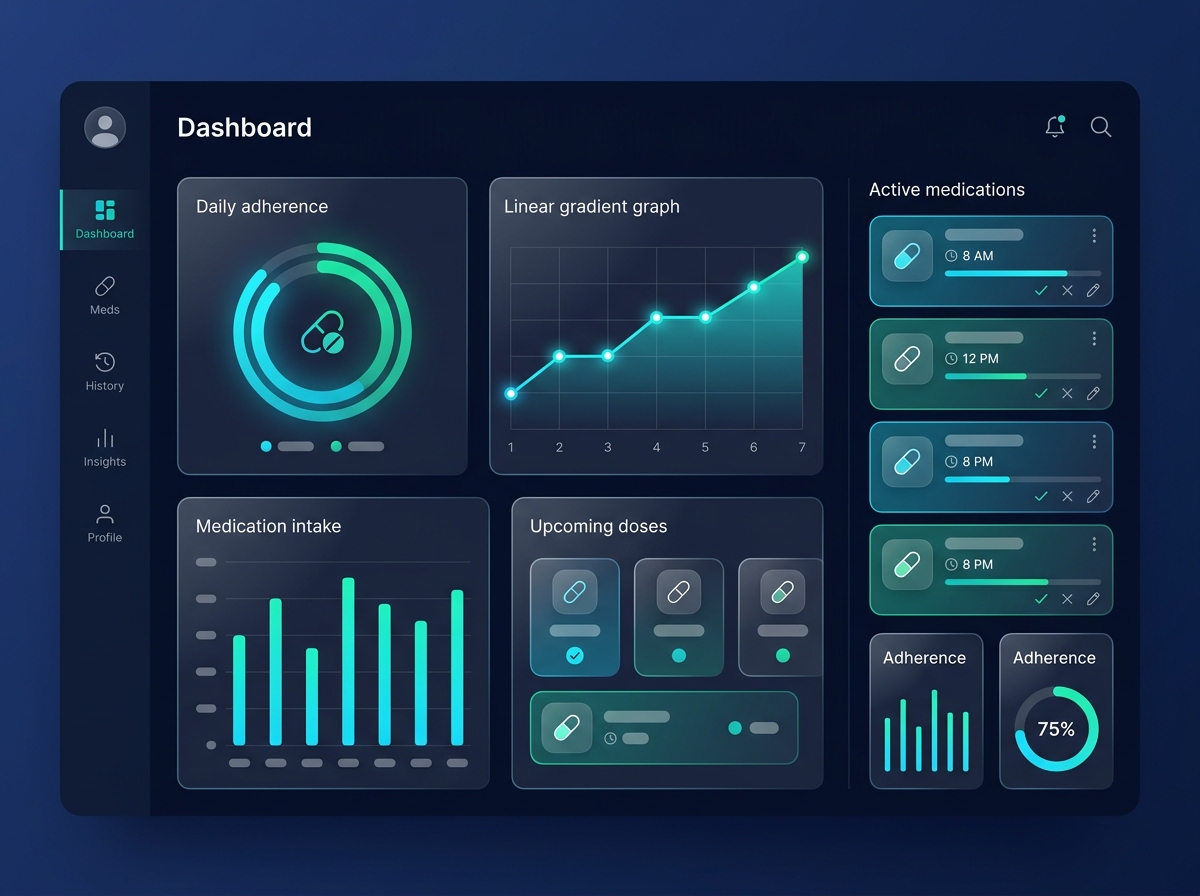 Dashboard
Dashboard
Meds
History
Insights
Profile
Daily adherence
Linear gradient graph
1 2 3 4 5 6 7
Medication intake
Upcoming doses
Active medications
8 AM
12 PM
8 PM
8 PM
Adherence
Adherence
75%